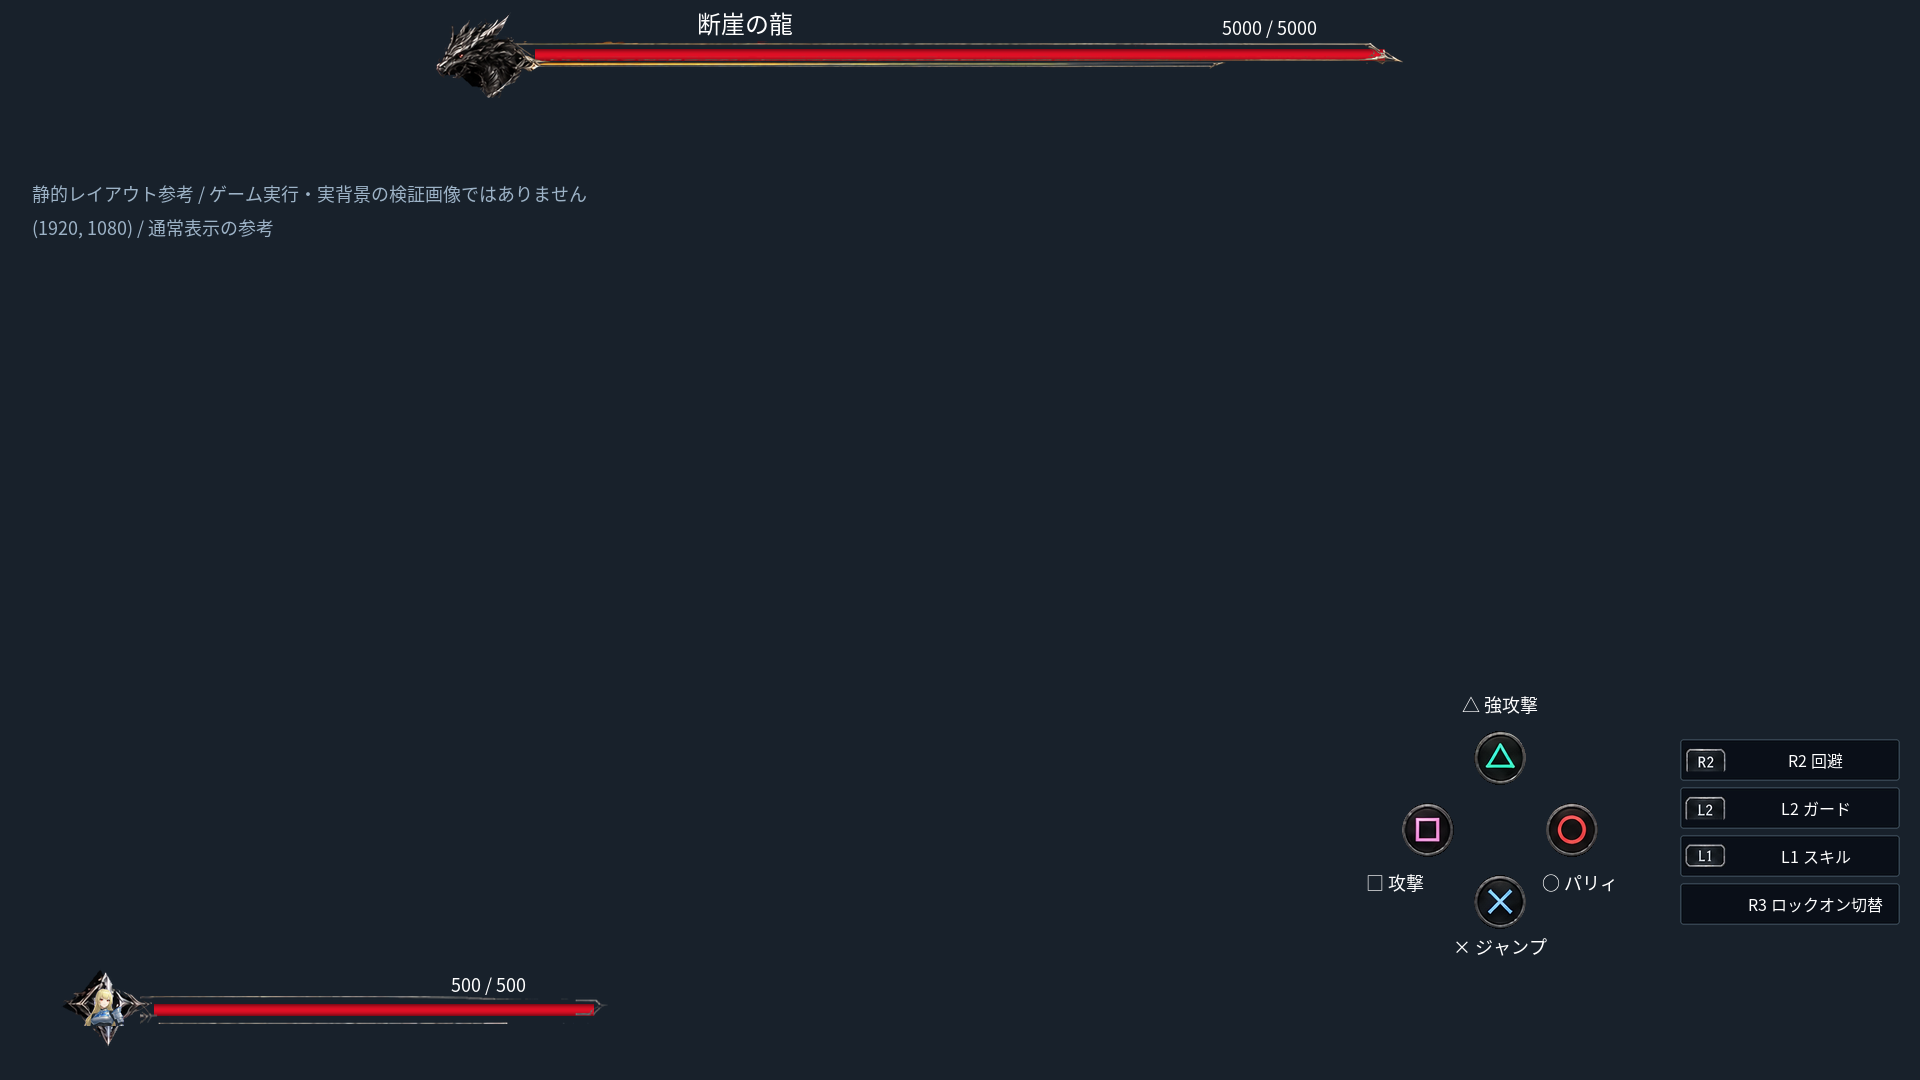 断崖の龍
5000 / 5000
静的レイアウト参考 / ゲーム実行・実背景の検証画像ではありません
(1920, 1080) / 通常表示の参考
△ 強攻撃
R2 R2 回避
L2 L2 ガード
L1 L1 スキル
□ 攻撃
○ パリィ
R3 ロックオン切替
× ジャンプ
500 / 500